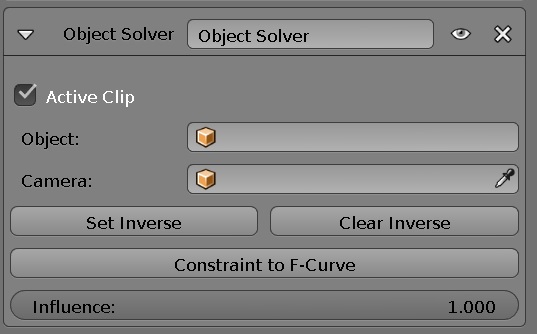 Object Solver Object Solver
Active Clip
Object:
Camera:
Set Inverse Clear Inverse
Constraint to F-Curve
Influence: 1.000